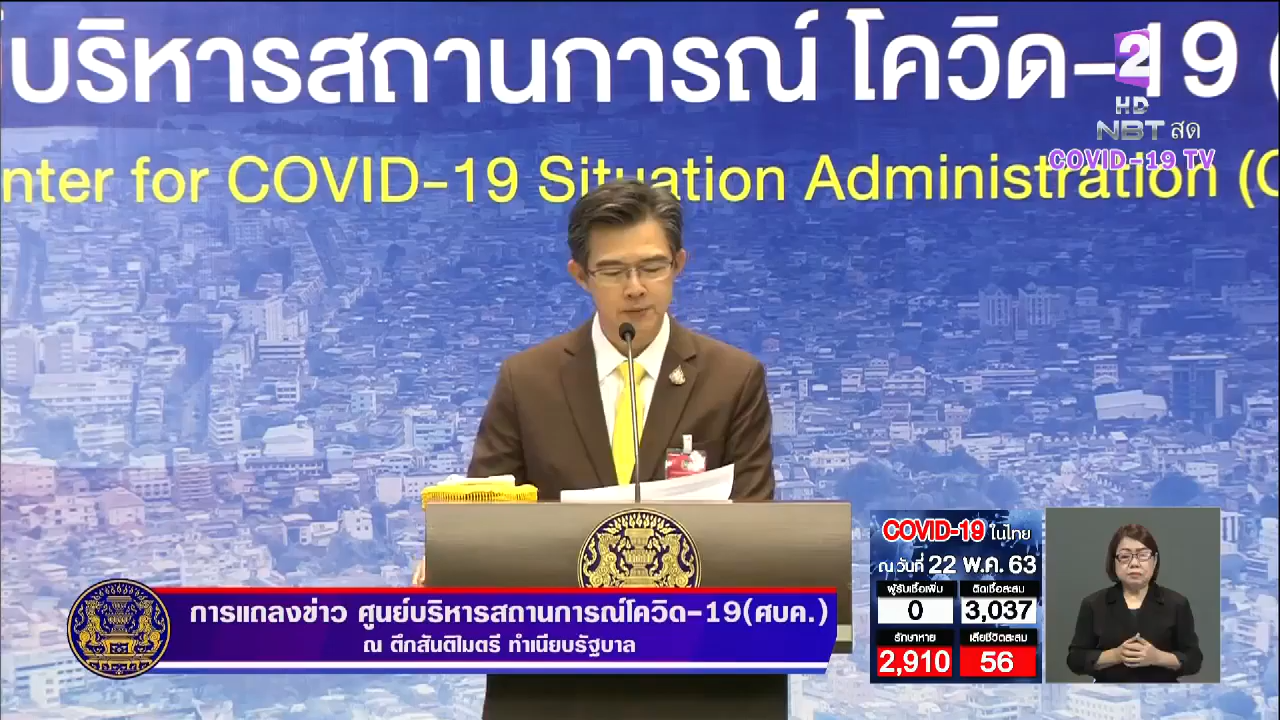 บริหารสถานการณ์ โควิด-19 (
nter for COVID-19 Situation Administration (C
2
HD
NBT สด
COVID-19 TV
COVID-19 ในไทย
ณ วันที่ 22 พ.ค. 63
ผู้รับเชื้อเพิ่ม
ติดเชื้อสะสม
0
3,037
รักษาหาย
เสียชีวิตสะสม
2,910
56
การแถลงข่าว ศูนย์บริหารสถานการณ์โควิด-19(ศบค.)
ณ ตึกสันติไมตรี ทำเนียบรัฐบาล